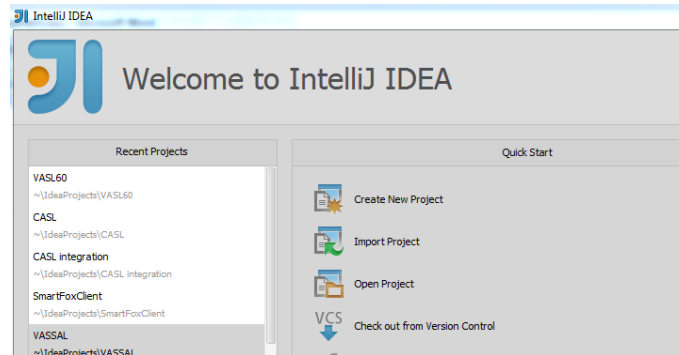 IntelliJ IDEA
Welcome to IntelliJ IDEA
Recent Projects
VASL60
~\IdeaProjects\VASL60
CASL
~\IdeaProjects\CASL
CASL integration
~\IdeaProjects\CASL integration
SmartFoxClient
~\IdeaProjects\SmartFoxClient
VASSAL
~\IdeaProjects\VASSAL
Quick Start
Create New Project
Import Project
Open Project
VCS
Check out from Version Control